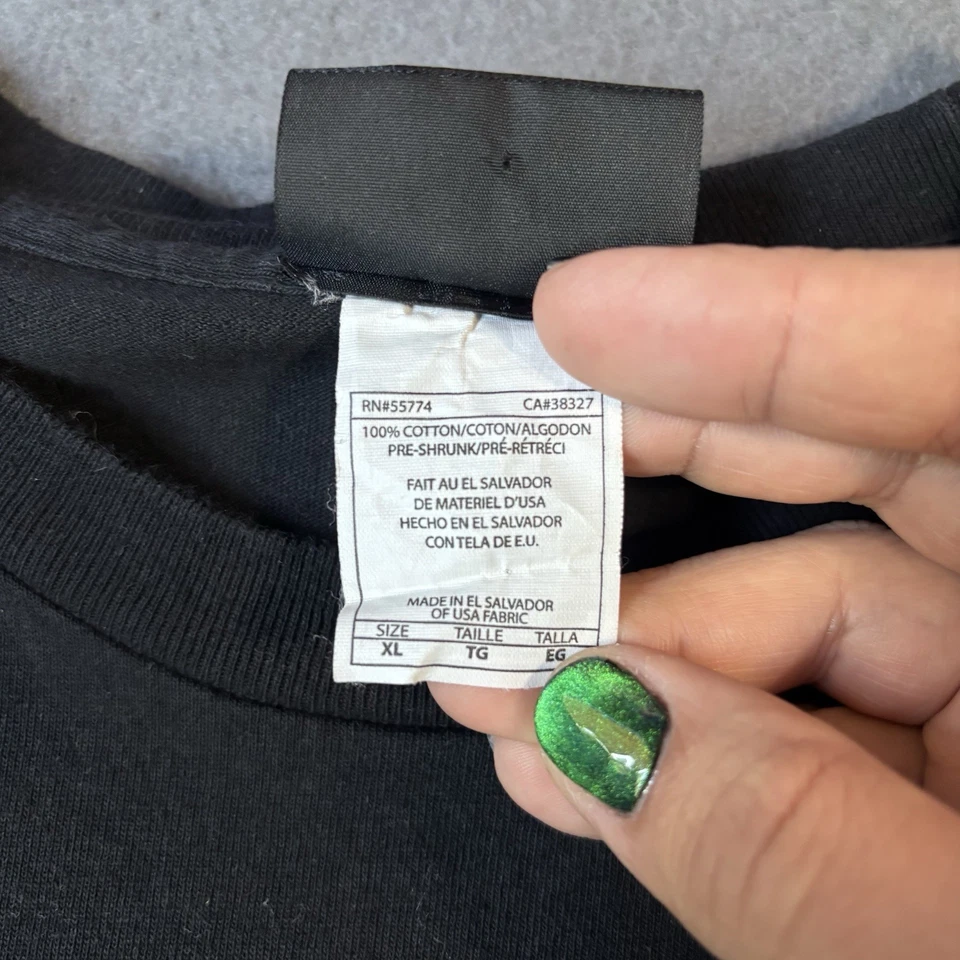 RN#55774 CA#38327
100% COTTON/COTON/ALGODON
PRE-SHRUNK/PRÉ-RÉTRÉCI
FAIT AU EL SALVADOR
DE MATERIEL D'USA
HECHO EN EL SALVADOR
CON TELA DE E.U.
MADE IN EL SALVADOR
OF USA FABRIC
SIZE TAILLE TALLA
XL TG EG